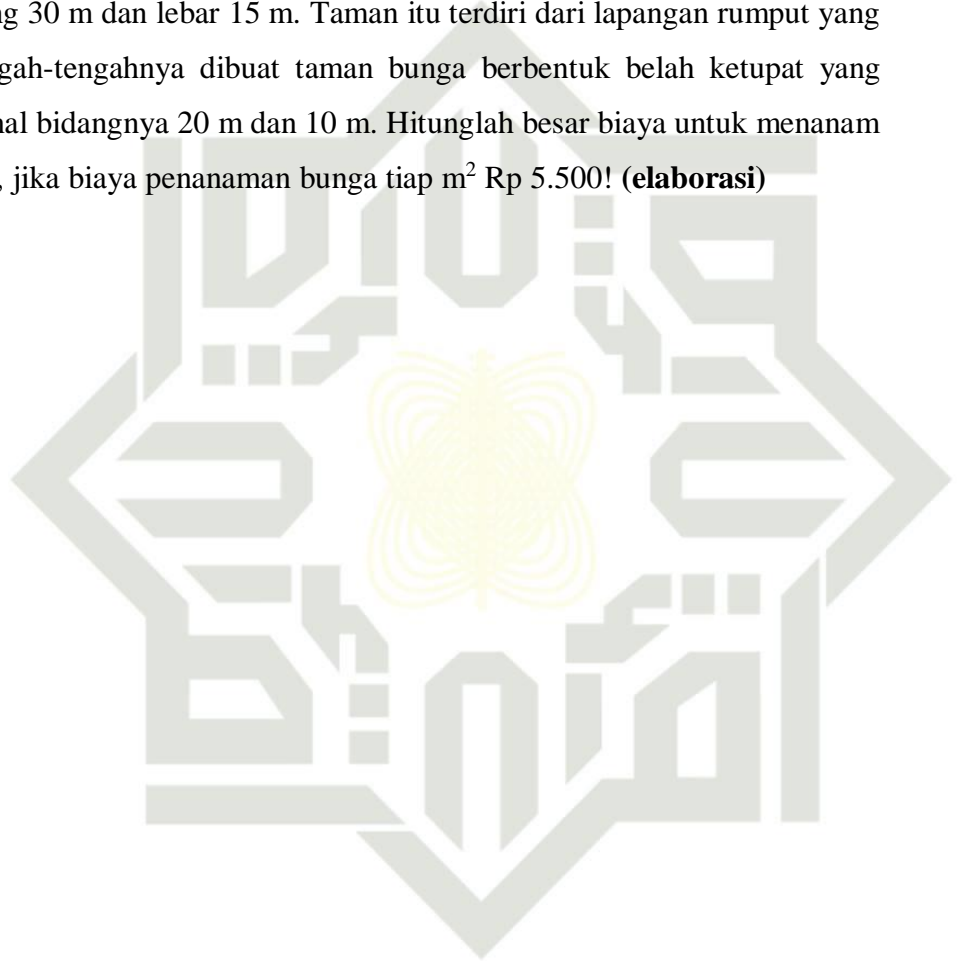 30 m dan lebar 15 m. Taman itu terdiri dari lapangan rumput yang
gah-tengahnya dibuat taman bunga berbentuk belah ketupat yang
nal bidangnya 20 m dan 10 m. Hitunglah besar biaya untuk menanam
, jika biaya penanaman bunga tiap m² Rp 5.500! (elaborasi)